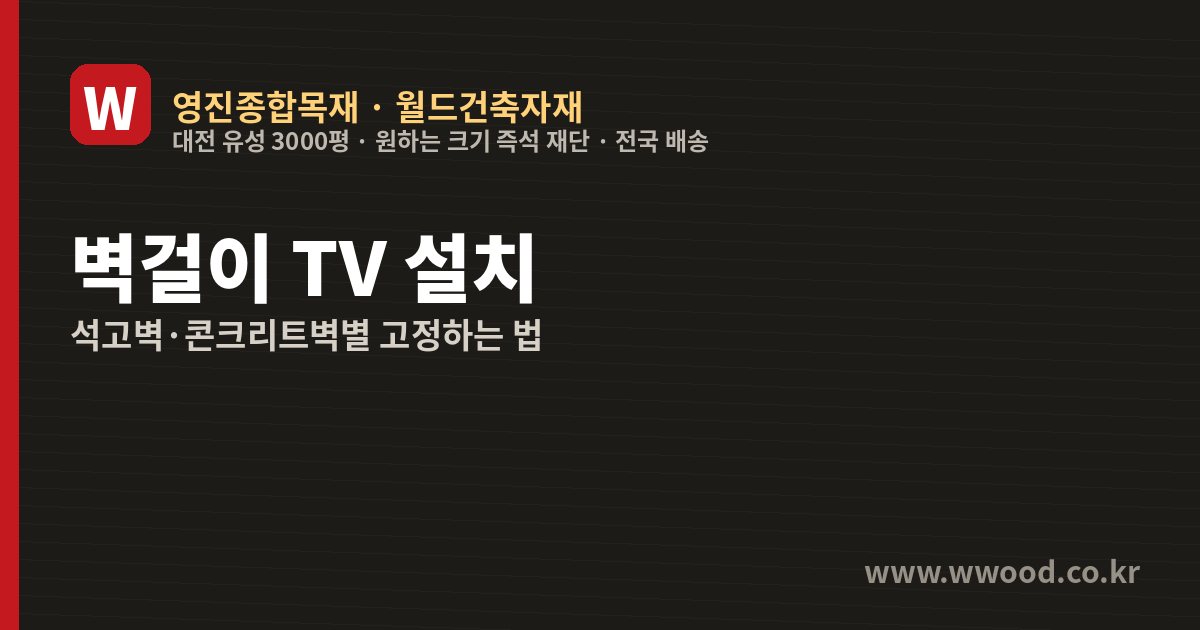 W
영진종합목재 · 월드건축자재
대전 유성 3000평 · 원하는 크기 즉석 재단 · 전국 배송
벽걸이 TV 설치
석고벽·콘크리트벽별 고정하는 법
www.wwood.co.kr